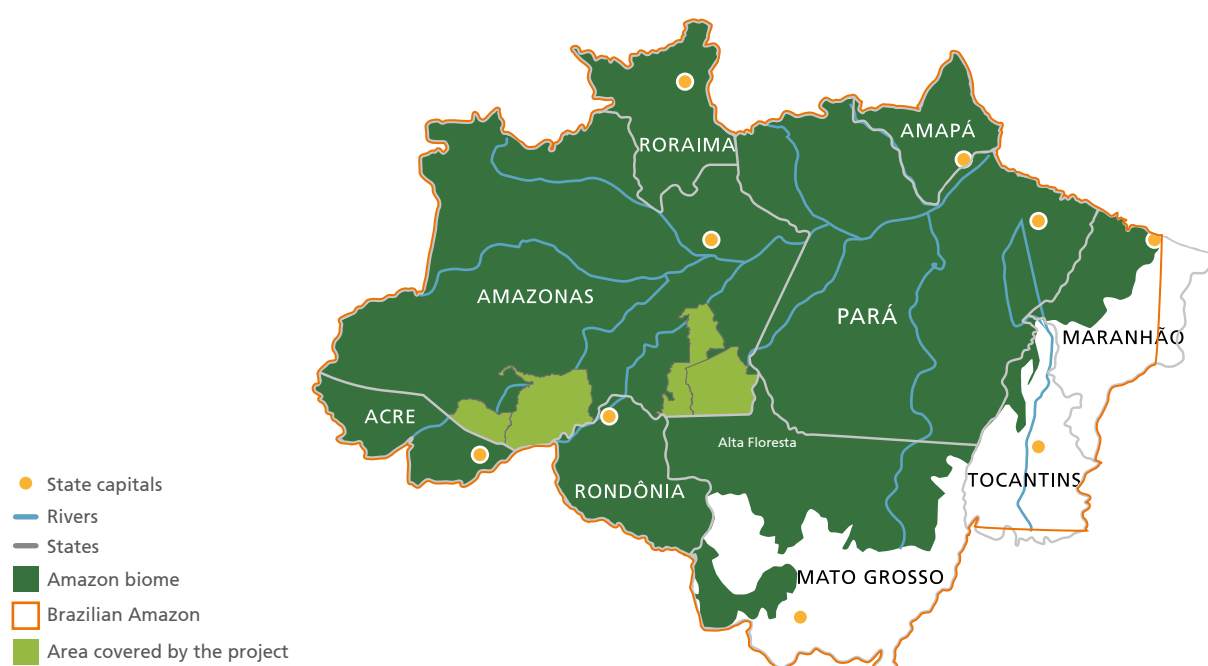 AMAPÁ
RORAIMA
AMAZONAS
PARÁ
MARANHÃO
ACRE
Alta Floresta
TOCANTINS
RONDÔNIA
MATO GROSSO
State capitals
Rivers
States
Amazon biome
Brazilian Amazon
Area covered by the project